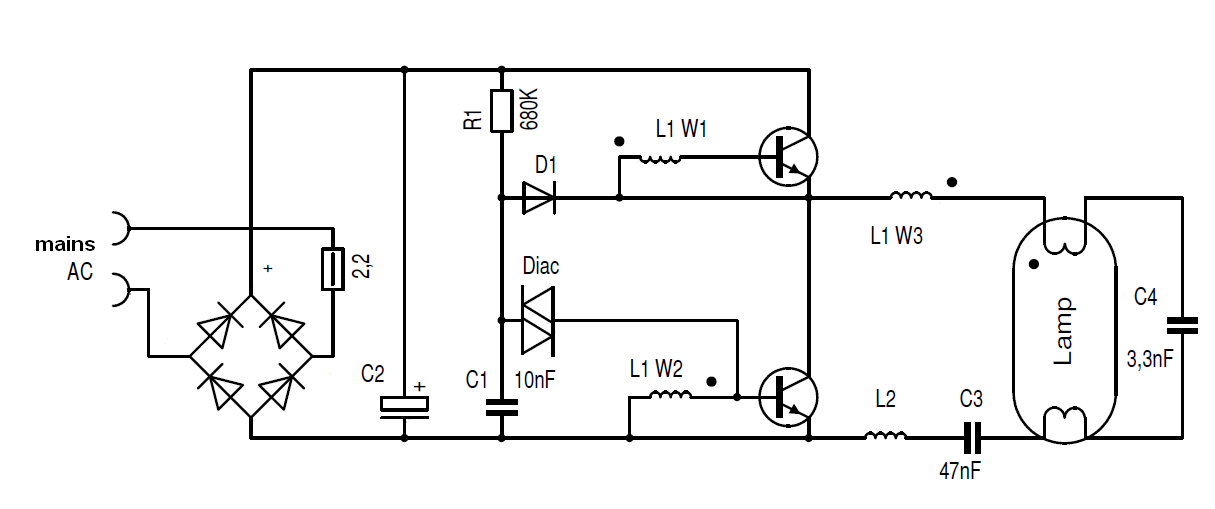 R1
680K
L1 W1
D1
mains
AC
+
2,2
L1 W3
Diac
Lamp
C4
3,3nF
C2
+
C1
10nF
L1 W2
L2
C3
47nF